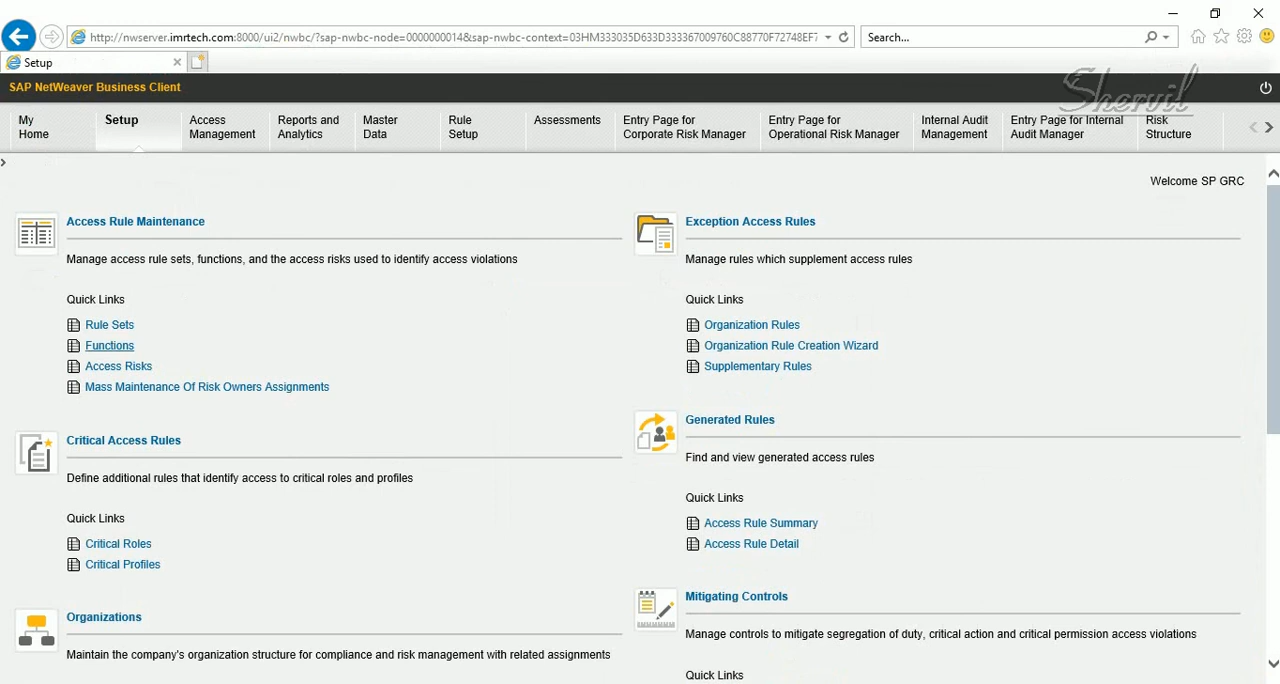 http://nwserver.imrtech.com:8000/ui2/nwbc/?sap-nwbc-node=0000000014&sap-nwbc-context=03HM333035D633D333367009760C88770F72748EF7
Search...
Setup
SAP NetWeaver Business Client
Shervil
My Home
Setup
Access Management
Reports and Analytics
Master Data
Rule Setup
Assessments
Entry Page for Corporate Risk Manager
Entry Page for Operational Risk Manager
Internal Audit Management
Entry Page for Internal Audit Manager
Risk Structure
Welcome SP GRC
Access Rule Maintenance
Manage access rule sets, functions, and the access risks used to identify access violations
Quick Links
Rule Sets
Functions
Access Risks
Mass Maintenance Of Risk Owners Assignments
Critical Access Rules
Define additional rules that identify access to critical roles and profiles
Quick Links
Critical Roles
Critical Profiles
Organizations
Maintain the company's organization structure for compliance and risk management with related assignments
Exception Access Rules
Manage rules which supplement access rules
Quick Links
Organization Rules
Organization Rule Creation Wizard
Supplementary Rules
Generated Rules
Find and view generated access rules
Quick Links
Access Rule Summary
Access Rule Detail
Mitigating Controls
Manage controls to mitigate segregation of duty, critical action and critical permission access violations
Quick Links